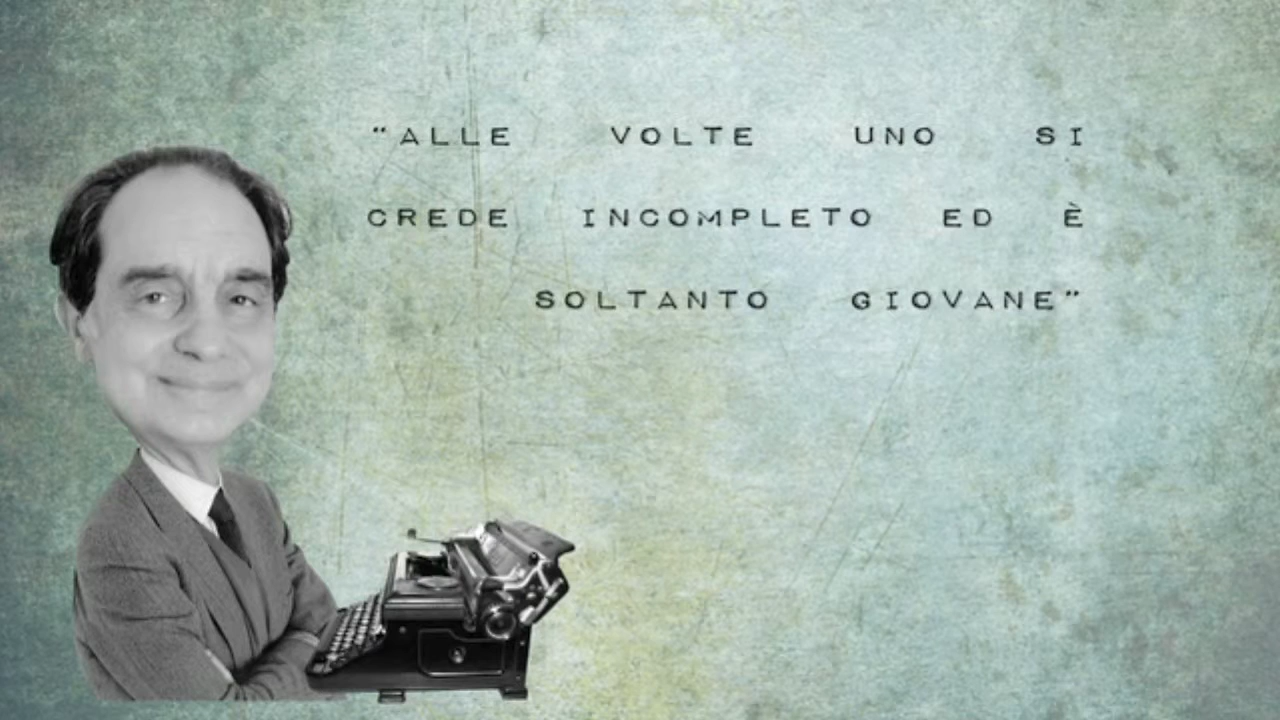 “ALLE VOLTE UNO SI
CREDE INCOMPLETO ED È
SOLTANTO GIOVANE”